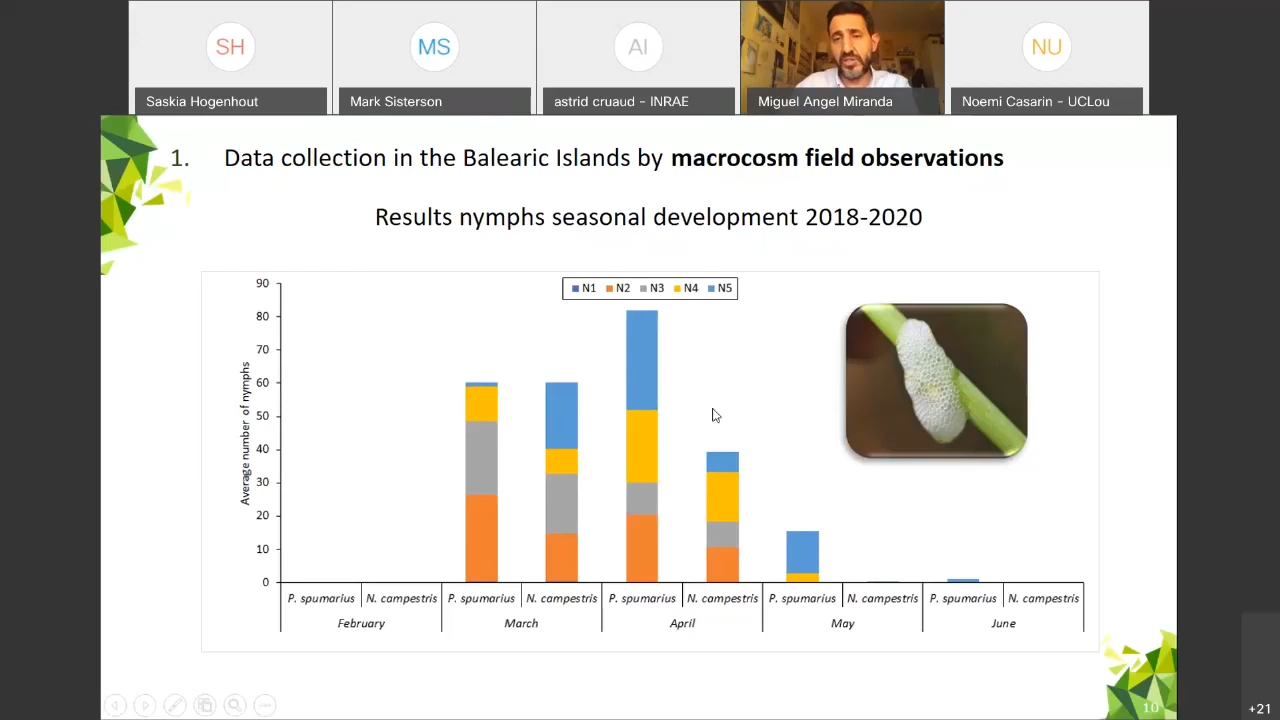 SH
MS
AI
NU
Saskia Hogenhout
Mark Sisterson
astrid cruaud - INRAE
Miguel Angel Miranda
Noemi Casarin - UCLou
1. Data collection in the Balearic Islands by macrocosm field observations
Results nymphs seasonal development 2018-2020
N1 N2 N3 N4 N5
90
80
70
60
50
40
30
20
10
0
Average number of nymphs
P. spumarius N. campestris P. spumarius N. campestris P. spumarius N. campestris P. spumarius N. campestris P. spumarius N. campestris
February March April May June
10
+21